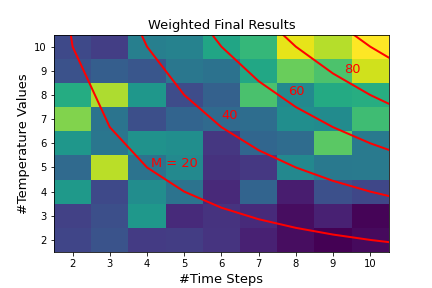 Weighted Final Results
#Temperature Values
10
9
8
7
6
5
4
3
2
80
60
40
M = 20
2 3 4 5 6 7 8 9 10
#Time Steps